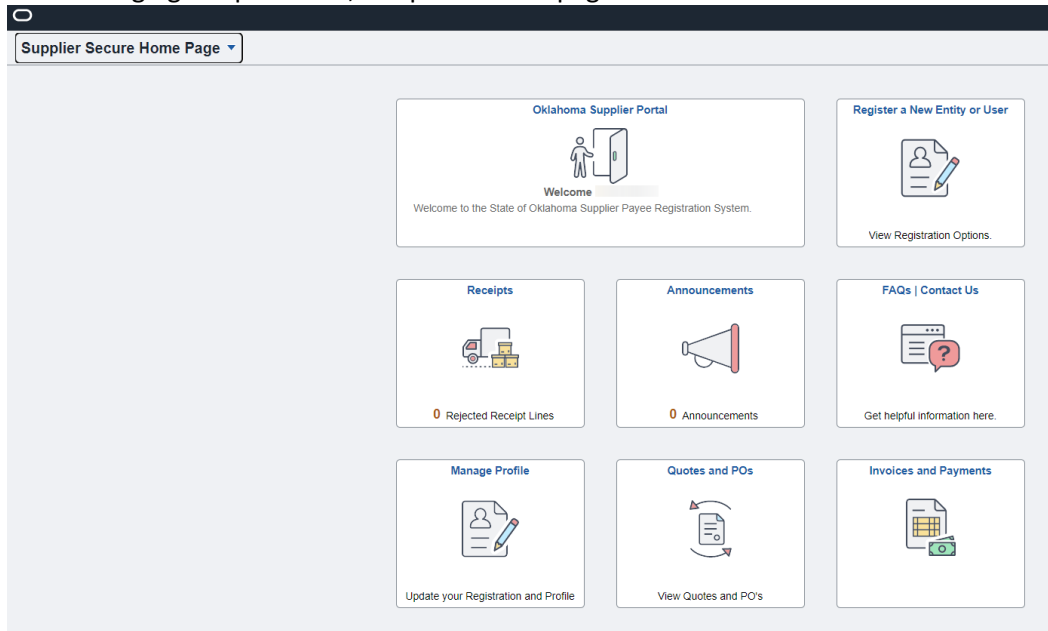 Supplier Secure Home Page
Oklahoma Supplier Portal
Welcome
Welcome to the State of Oklahoma Supplier Payee Registration System.
Register a New Entity or User
View Registration Options.
Receipts
0 Rejected Receipt Lines
Announcements
0 Announcements
FAQs | Contact Us
?
Get helpful information here.
Manage Profile
Update your Registration and Profile
Quotes and POs
View Quotes and PO's
Invoices and Payments